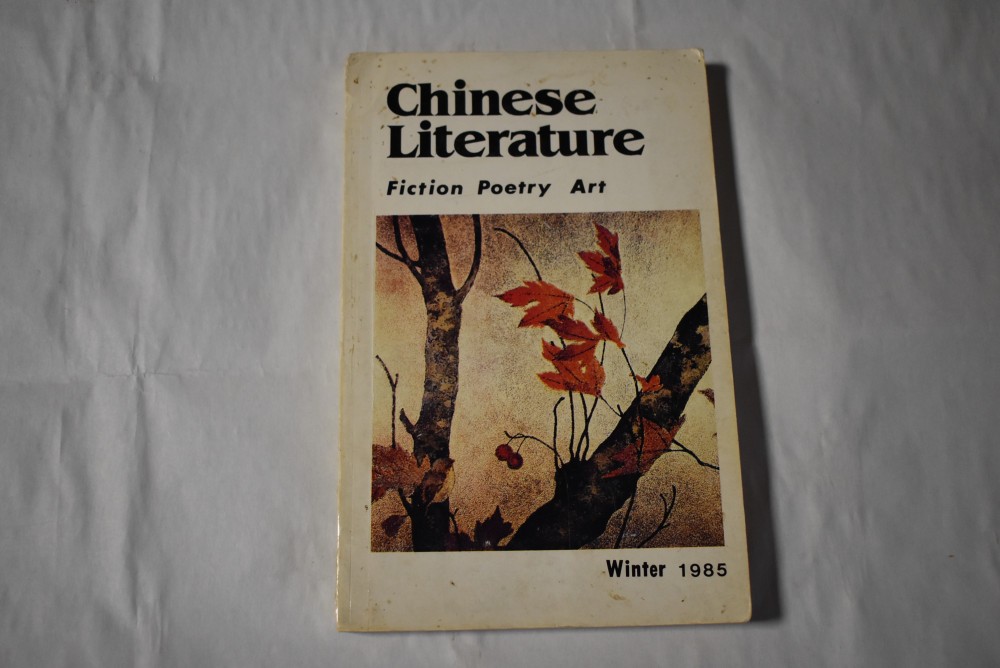 Chinese
Literature
Fiction Poetry Art
Winter 1985